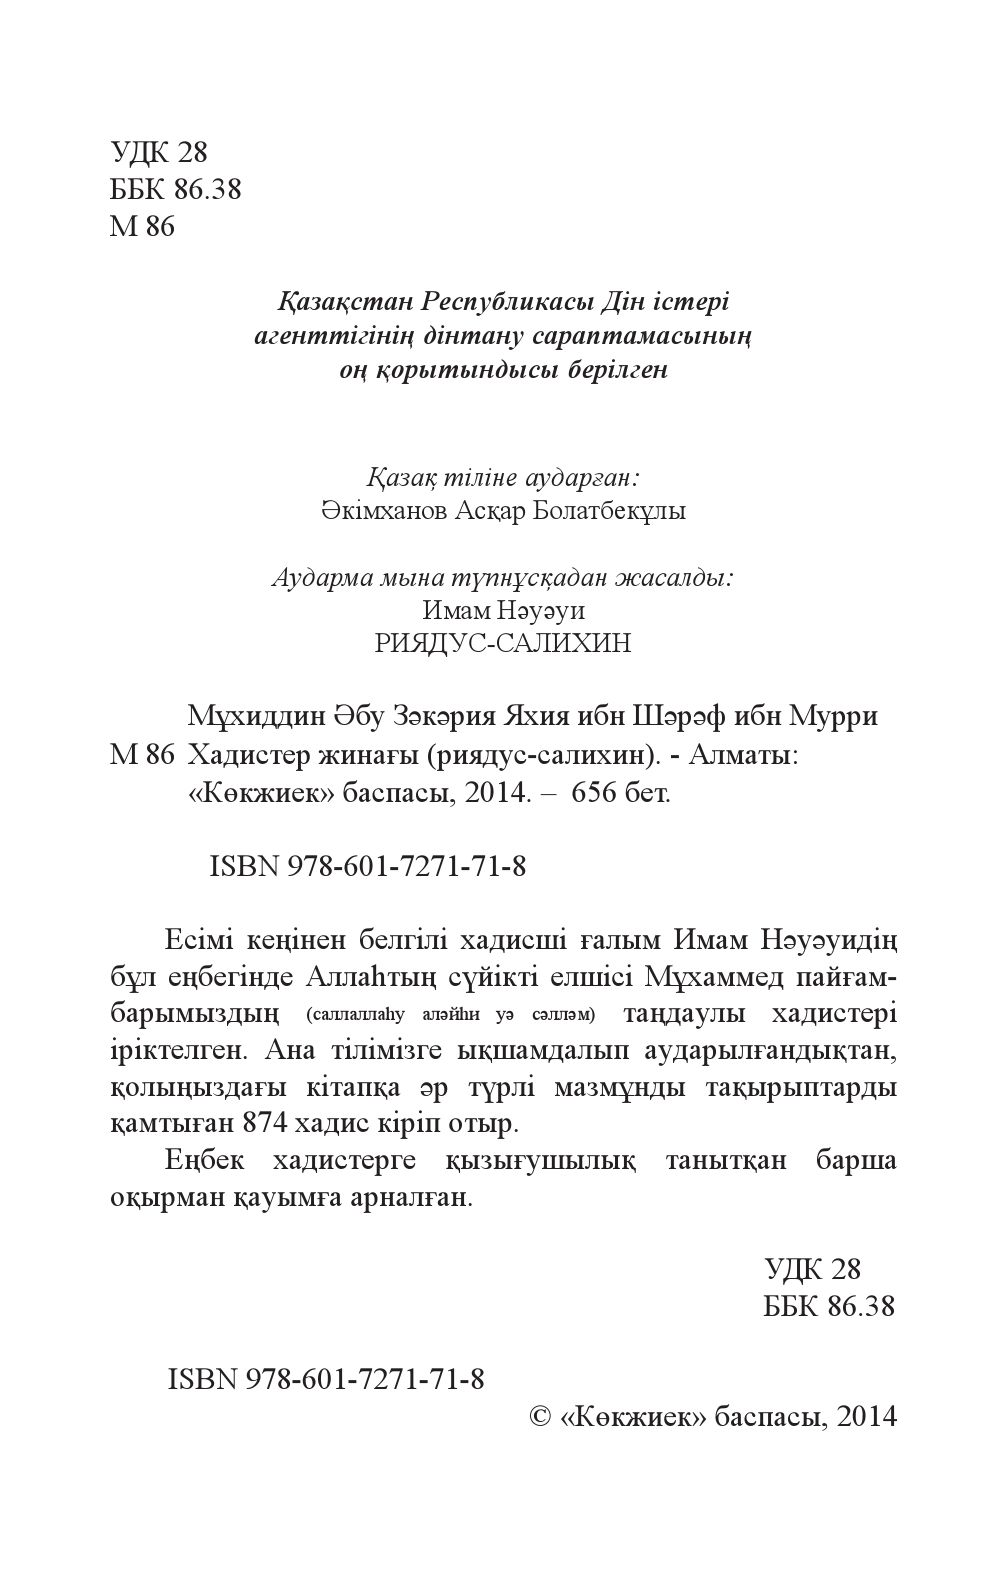 УДК 28
ББК 86.38
М 86
Қазақстан Республикасы Дін істері
агенттігінің дінтану сараптамасының
оң қорытындысы берілген
Қазақ тіліне аударған:
Әкімханов Асқар Болатбекұлы
Аударма мына түпнұсқадан жасалды:
Имам Нәуәуи
РИЯДУС-САЛИХИН
Мұхиддин Әбу Зәкәрия Яхия ибн Шәрәф ибн Мурри
М 86 Хадистер жинағы (риядус-салихин). - Алматы:
«Көкжиек» баспасы, 2014. – 656 бет.
ISBN 978-601-7271-71-8
Есімі кеңінен белгілі хадисші ғалым Имам Нәуәуидің
бұл еңбегінде Аллаһтың сүйікті елшісі Мұхаммед пайғам-
барымыздың (саллаллаһу аләйһи уә сәлләм) таңдаулы хадистері
іріктелген. Ана тілімізге ықшамдалып аударылғандықтан,
қолыңыздағы кітапқа әр түрлі мазмұнды тақырыптарды
қамтыған 874 хадис кіріп отыр.
Еңбек хадистерге қызығушылық танытқан барша
оқырман қауымға арналған.
УДК 28
ББК 86.38
ISBN 978-601-7271-71-8
© «Көкжиек» баспасы, 2014